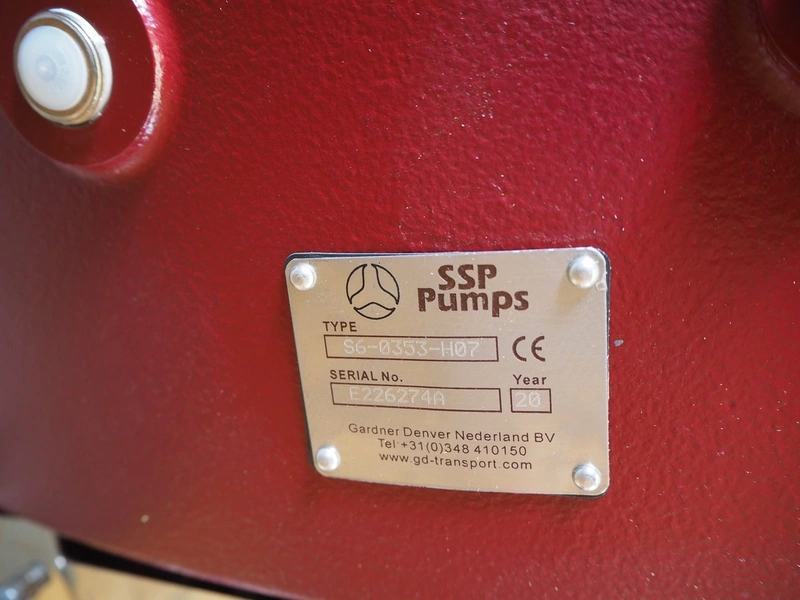 SSP
Pumps
TYPE
S6-0353-H07 CE
SERIAL No. Year
E226274A 20
Gardner Denver Nederland BV
Tel +31(0)348 410150
www.gd-transport.com